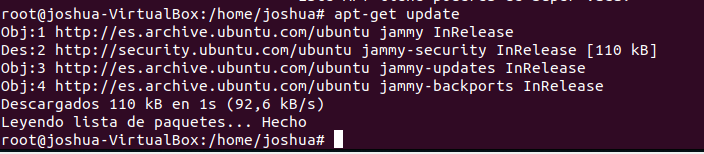 root@joshua-VirtualBox:/home/joshua# apt-get update
Obj:1 http://es.archive.ubuntu.com/ubuntu jammy InRelease
Des:2 http://security.ubuntu.com/ubuntu jammy-security InRelease [110 kB]
Obj:3 http://es.archive.ubuntu.com/ubuntu jammy-updates InRelease
Obj:4 http://es.archive.ubuntu.com/ubuntu jammy-backports InRelease
Descargados 110 kB en 1s (92,6 kB/s)
Leyendo lista de paquetes... Hecho
root@joshua-VirtualBox:/home/joshua#